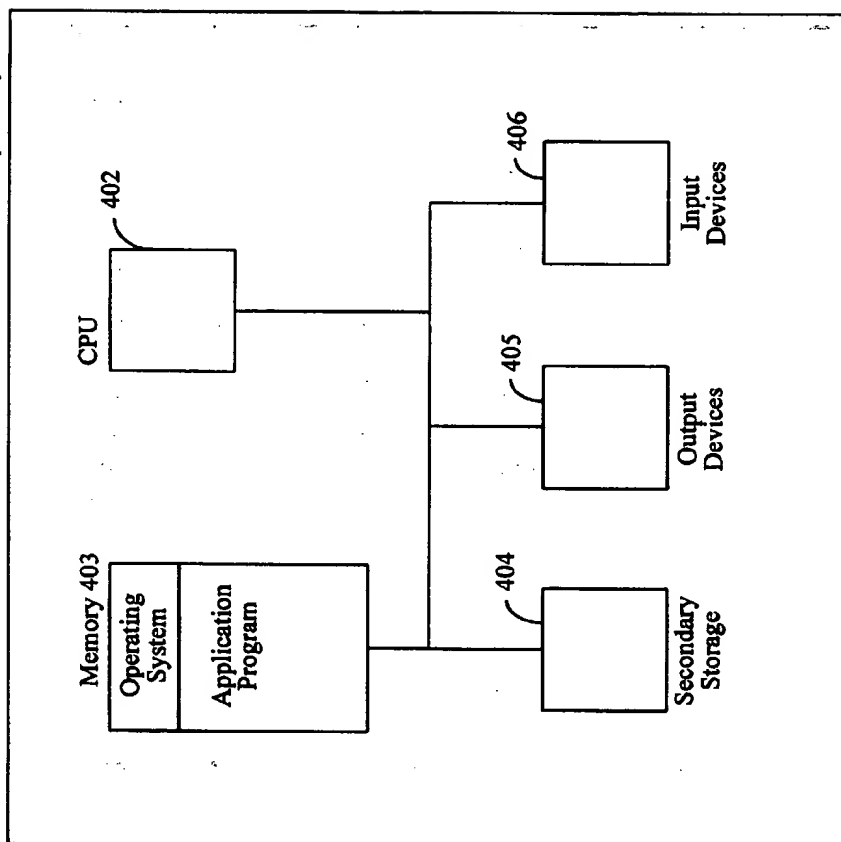 Memory 403
Operating
System
Application
Program
CPU
402
404
Secondary
Storage
405
Output
Devices
406
Input
Devices